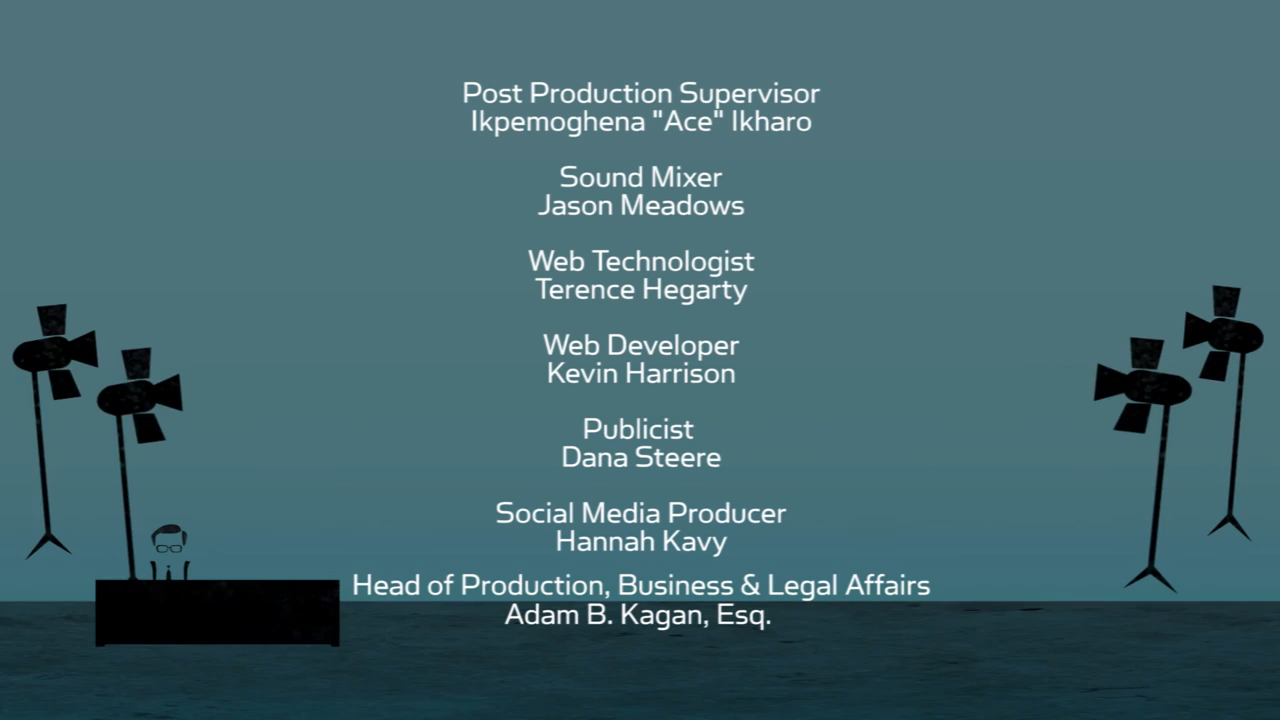 Post Production Supervisor
Ikpemoghena "Ace" Ikharo
Sound Mixer
Jason Meadows
Web Technologist
Terence Hegarty
Web Developer
Kevin Harrison
Publicist
Dana Steere
Social Media Producer
Hannah Kavy
Head of Production, Business & Legal Affairs
Adam B. Kagan, Esq.